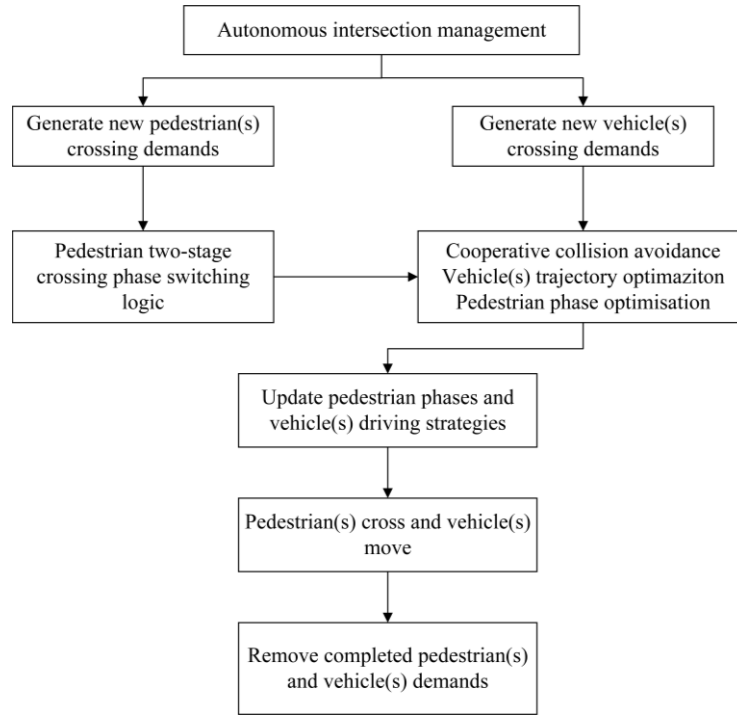 Autonomous intersection management
Generate new pedestrian(s)
crossing demands
Generate new vehicle(s)
crossing demands
Pedestrian two-stage
crossing phase switching
logic
Cooperative collision avoidance
Vehicle(s) trajectory optimaziton
Pedestrian phase optimisation
Update pedestrian phases and
vehicle(s) driving strategies
Pedestrian(s) cross and vehicle(s)
move
Remove completed pedestrian(s)
and vehicle(s) demands